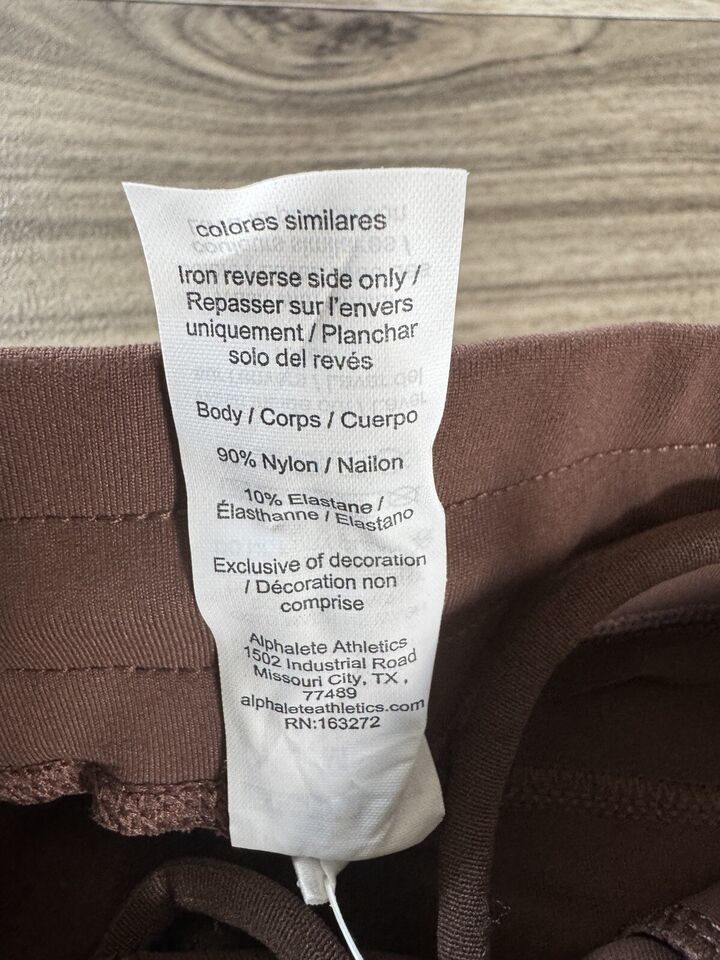 colores similares
Iron reverse side only /
Repasser sur l'envers
uniquement / Planchar
solo del revés
Body / Corps / Cuerpo
90% Nylon / Nailon
10% Elastane /
Élasthanne / Elastano
Exclusive of decoration
/ Décoration non
comprise
Alphalete Athletics
1502 Industrial Road
Missouri City, TX ,
77489
alphaleteathletics.com
RN:163272